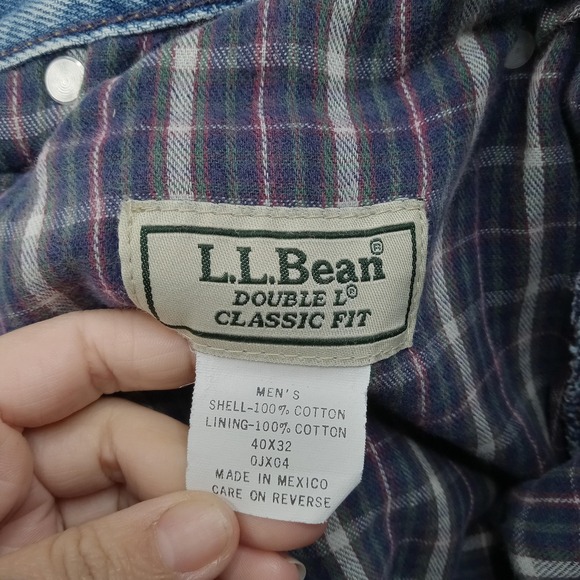 L.L.Bean®
DOUBLE L®
CLASSIC FIT
MEN'S
SHELL-100% COTTON
LINING-100% COTTON
40X32
0JX04
MADE IN MEXICO
CARE ON REVERSE